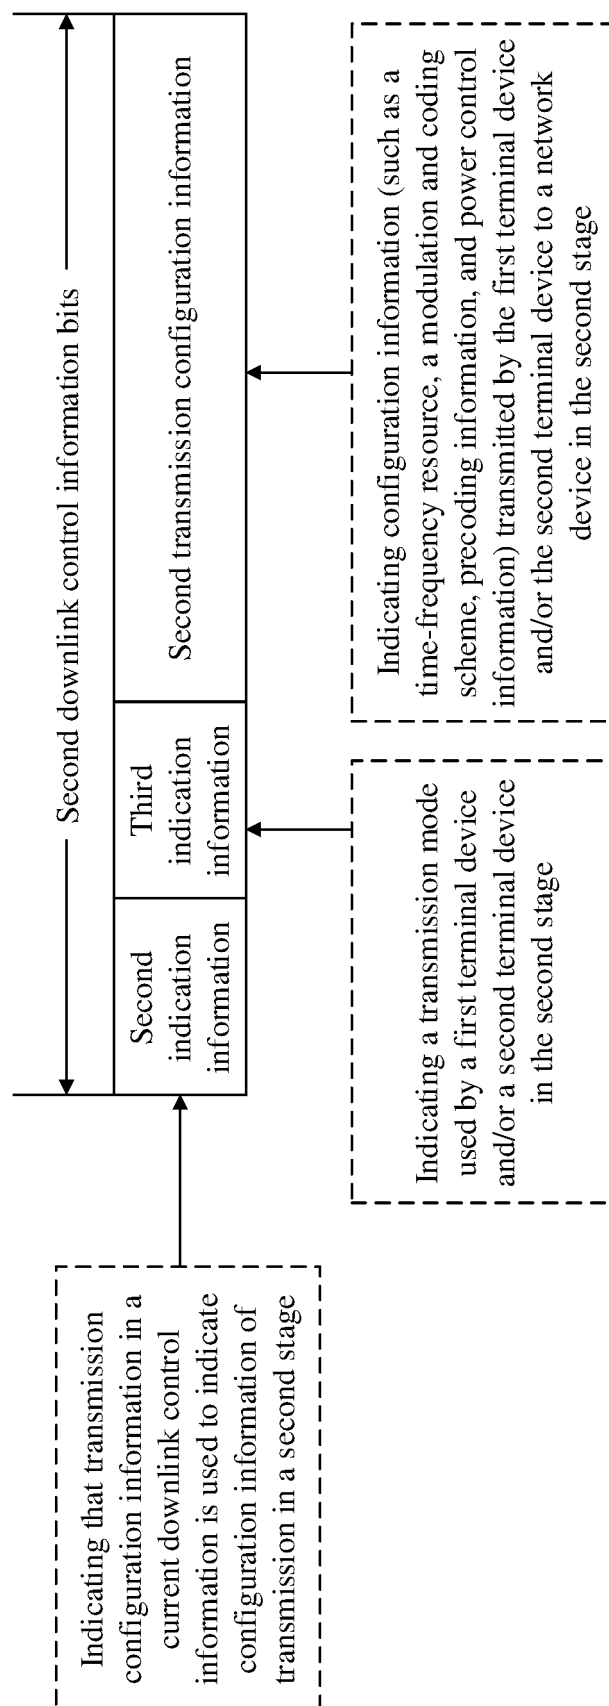 Second downlink control information bits
Second
indication
information
Third
indication
information
Second transmission configuration information
Indicating that transmission
configuration information in a
current downlink control
information is used to indicate
configuration information of
transmission in a second stage
Indicating a transmission mode
used by a first terminal device
and/or a second terminal device
in the second stage
Indicating configuration information (such as a
time-frequency resource, a modulation and coding
scheme, precoding information, and power control
information) transmitted by the first terminal device
and/or the second terminal device to a network
device in the second stage